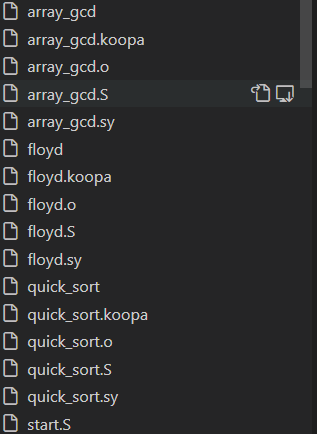 array_gcd
array_gcd.koopa
array_gcd.o
array_gcd.S
array_gcd.sy
floyd
floyd.koopa
floyd.o
floyd.S
floyd.sy
quick_sort
quick_sort.koopa
quick_sort.o
quick_sort.S
quick_sort.sy
start.S